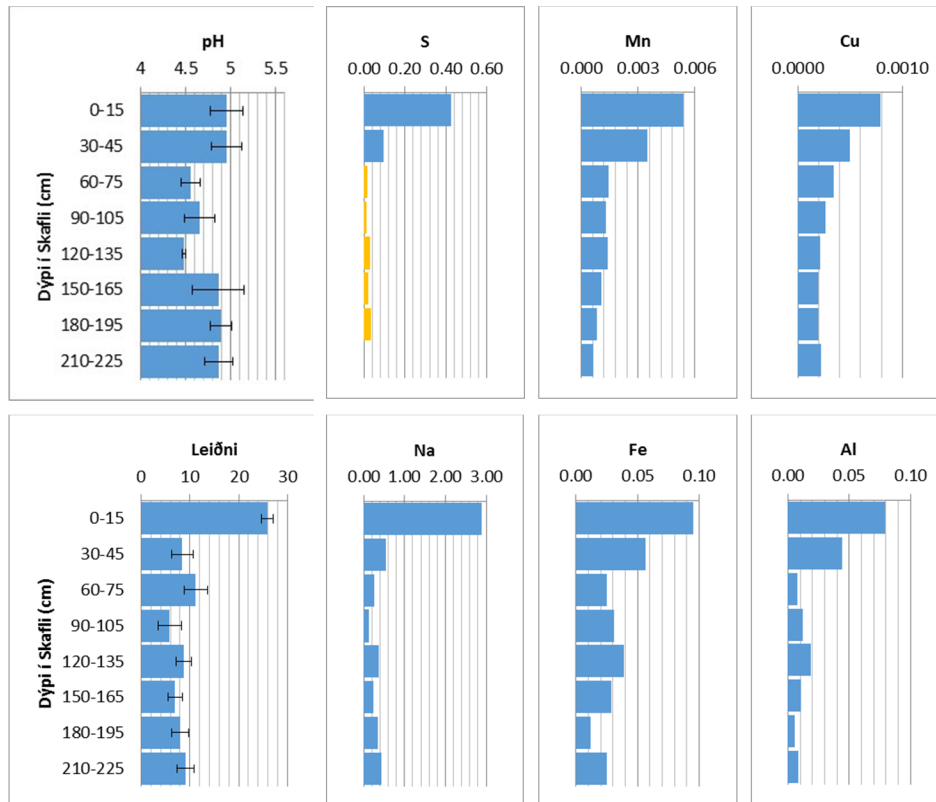 pH
4 4.5 5 5.5
S
0.00 0.20 0.40 0.60
Mn
0.000 0.003 0.006
Cu
0.0000 0.0010
Dýpi í Skafli (cm)
0-15
30-45
60-75
90-105
120-135
150-165
180-195
210-225
Leiðni
0 10 20 30
Na
0.00 1.00 2.00 3.00
Fe
0.00 0.05 0.10
Al
0.00 0.05 0.10
Dýpi í Skafli (cm)
0-15
30-45
60-75
90-105
120-135
150-165
180-195
210-225